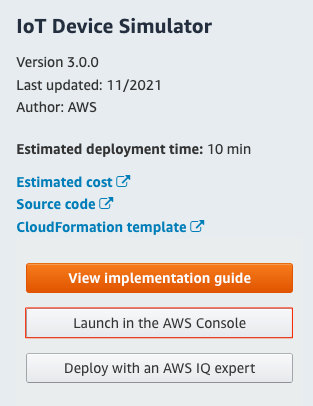 IoT Device Simulator
Version 3.0.0
Last updated: 11/2021
Author: AWS
Estimated deployment time: 10 min
Estimated cost
Source code
CloudFormation template
View implementation guide
Launch in the AWS Console
Deploy with an AWS IQ expert